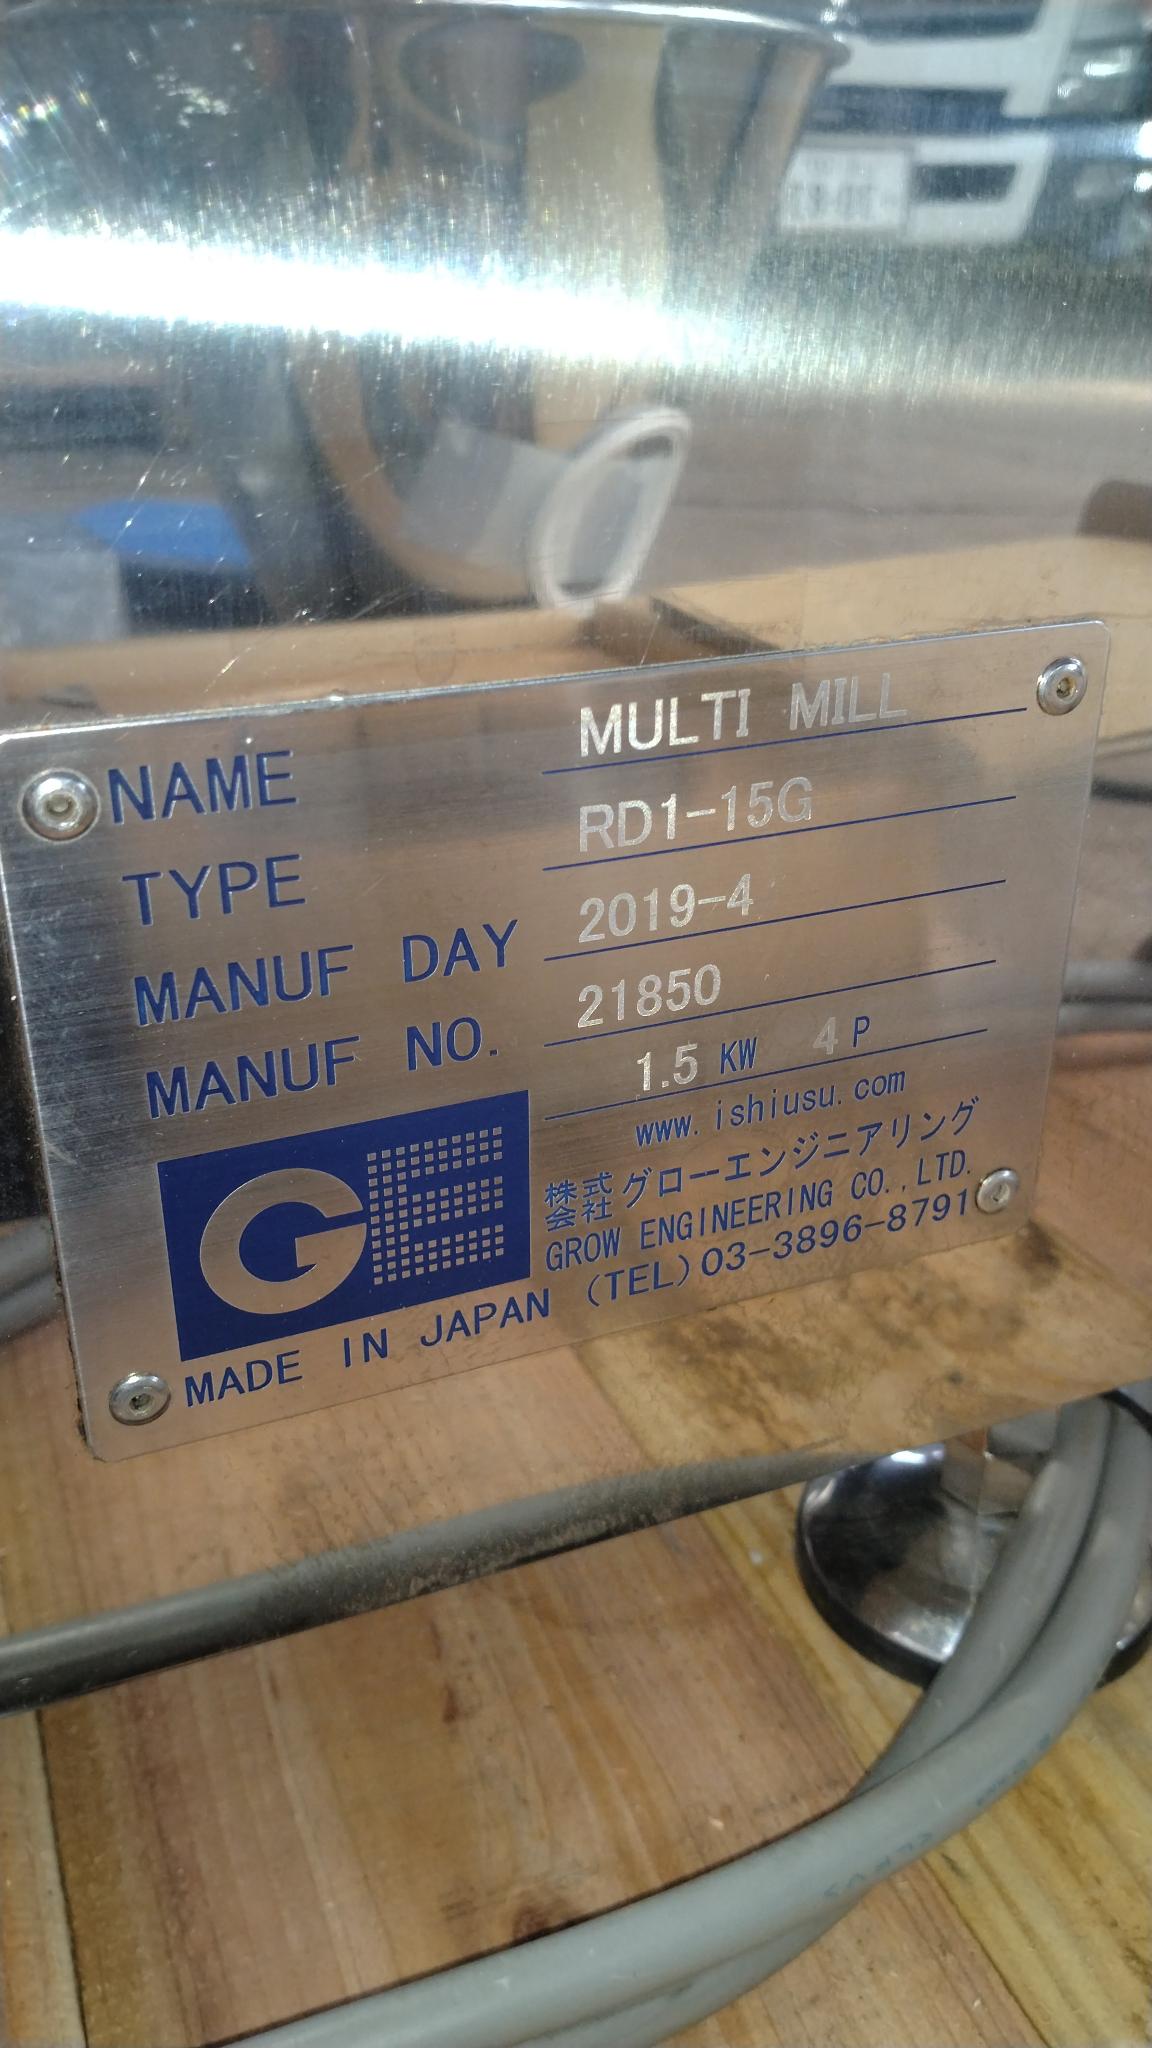 NAME MULTI MILL
TYPE RD1-15G
MANUF DAY 2019-4
MANUF NO. 21850
1.5 KW 4 P
www.ishiusu.com
株式会社 グローエンジニアリング
GROW ENGINEERING CO.,LTD.
GE
MADE IN JAPAN (TEL)03-3896-8791